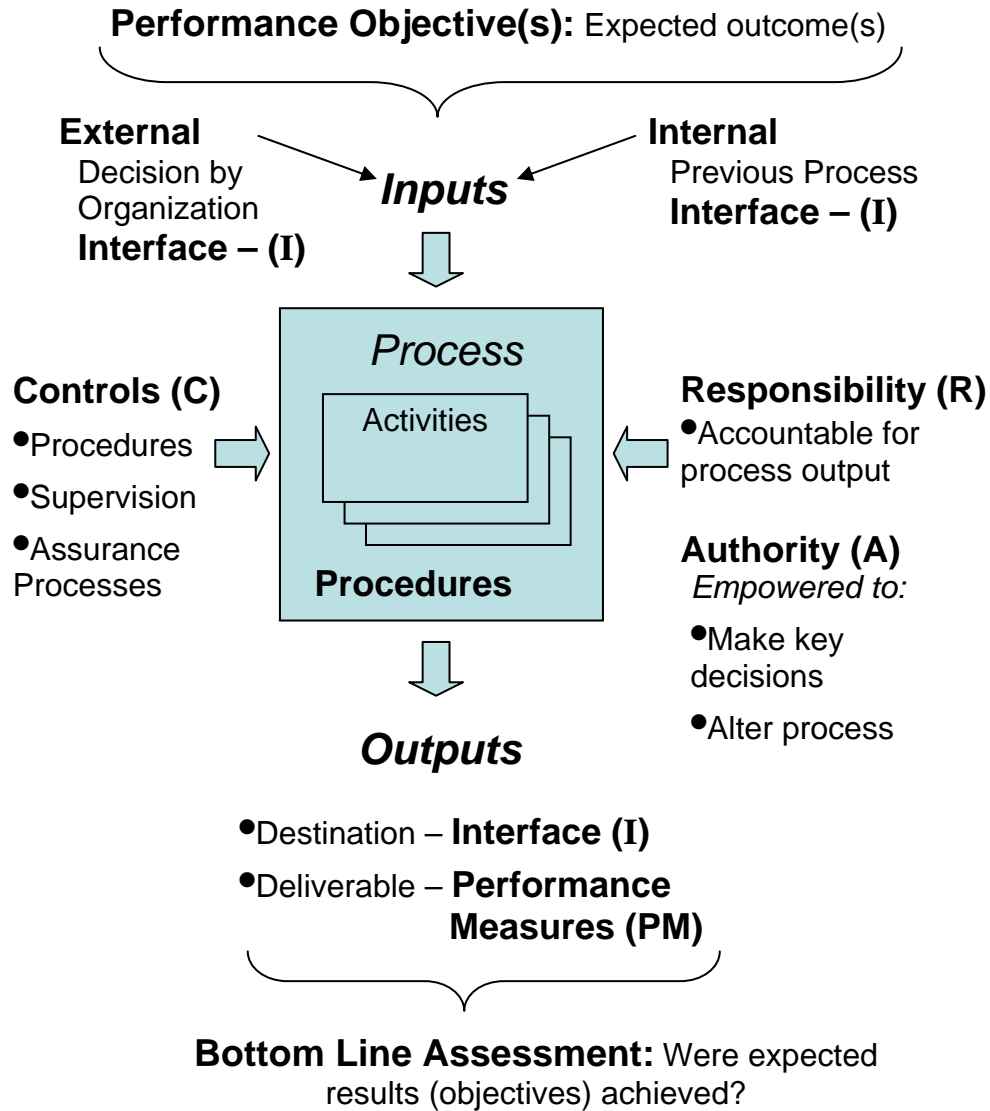 Performance Objective(s): Expected outcome(s)
External
Decision by
Organization
Interface – (I)
Internal
Previous Process
Interface – (I)
Inputs
Process
Activities
Procedures
Controls (C)
•Procedures
•Supervision
•Assurance
Processes
Responsibility (R)
•Accountable for
process output
Authority (A)
Empowered to:
•Make key
decisions
•Alter process
Outputs
•Destination – Interface (I)
•Deliverable – Performance
Measures (PM)
Bottom Line Assessment: Were expected
results (objectives) achieved?